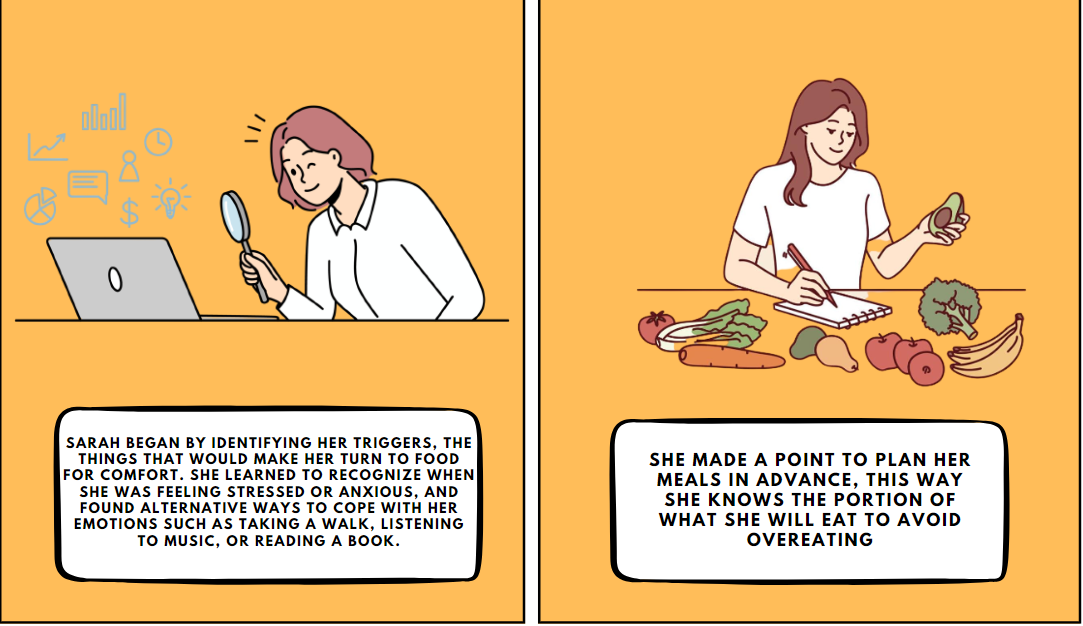 SARAH BEGAN BY IDENTIFYING HER TRIGGERS, THE
THINGS THAT WOULD MAKE HER TURN TO FOOD
FOR COMFORT. SHE LEARNED TO RECOGNIZE WHEN
SHE WAS FEELING STRESSED OR ANXIOUS, AND
FOUND ALTERNATIVE WAYS TO COPE WITH HER
EMOTIONS SUCH AS TAKING A WALK, LISTENING
TO MUSIC, OR READING A BOOK.
SHE MADE A POINT TO PLAN HER
MEALS IN ADVANCE, THIS WAY
SHE KNOWS THE PORTION OF
WHAT SHE WILL EAT TO AVOID
OVEREATING